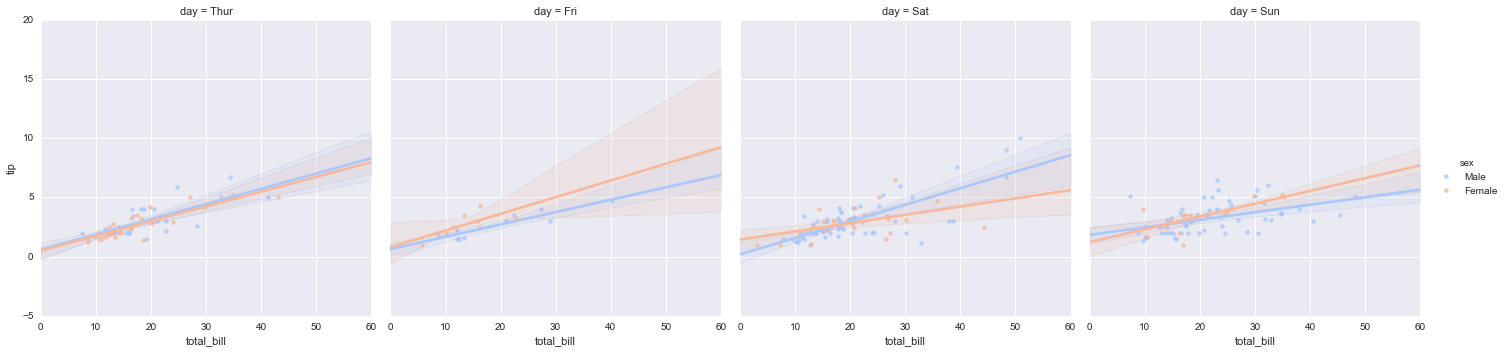 day = Thur
day = Fri
day = Sat
day = Sun
20
15
10
5
0
−5
tip
0 10 20 30 40 50 60
0 10 20 30 40 50 60
0 10 20 30 40 50 60
0 10 20 30 40 50 60
total_bill
total_bill
total_bill
total_bill
sex
Male
Female